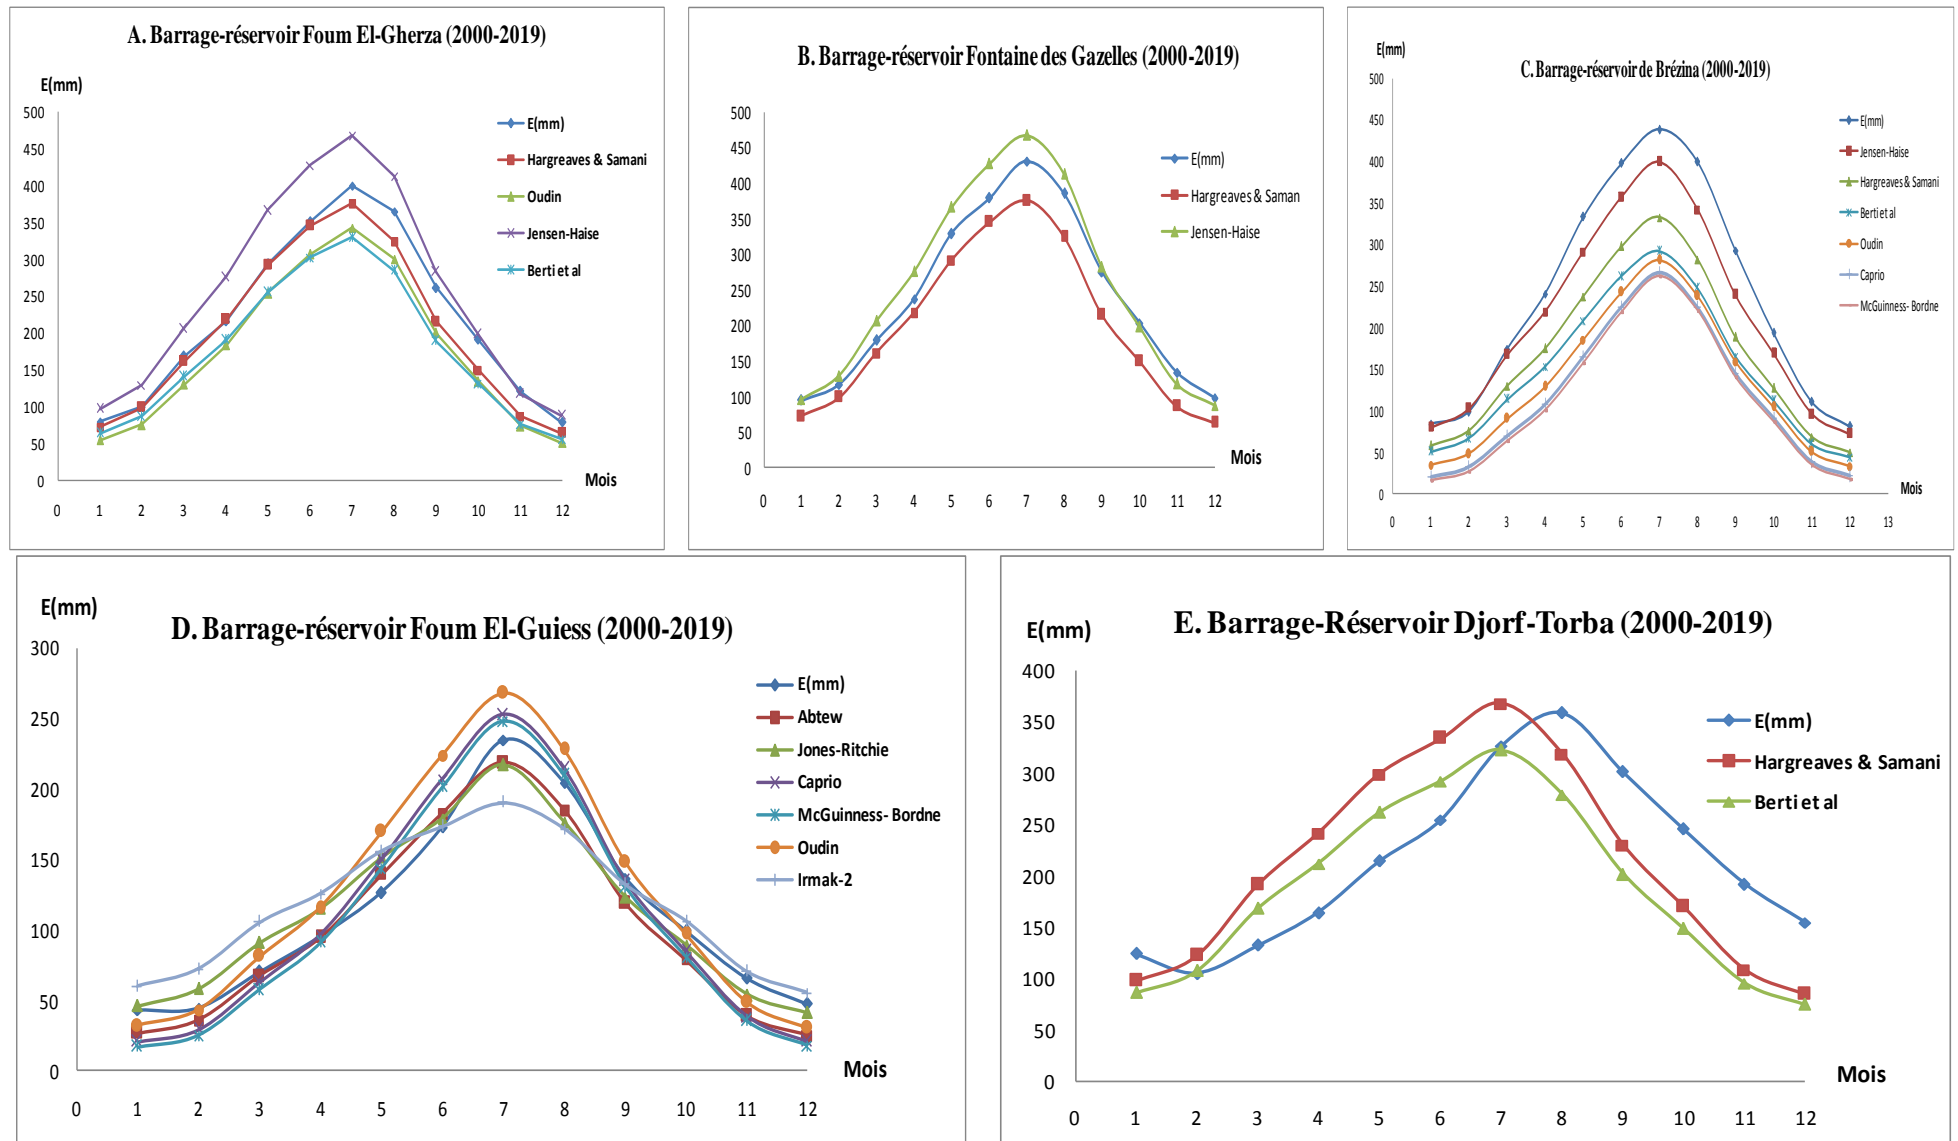 A. Barrage-réservoir Foum El-Gherza (2000-2019)
E(mm)
500
450
400
350
300
250
200
150
100
50
0
E(mm)
Hargreaves & Samani
Oudin
Jensen-Haise
Berti et al
Mois
0 1 2 3 4 5 6 7 8 9 10 11 12
B. Barrage-réservoir Fontaine des Gazelles (2000-2019)
500
450
400
350
300
250
200
150
100
50
0
E(mm)
Hargreaves & Saman
Jensen-Haise
Mois
0 1 2 3 4 5 6 7 8 9 10 11 12
E(mm)
C. Barrage-réservoir de Brézina (2000-2019)
500
450
400
350
300
250
200
150
100
50
0
E(mm)
Jensen-Haise
Hargreaves & Samani
Berti et al
Oudin
Caprio
McGuinness- Bordne
Mois
0 1 2 3 4 5 6 7 8 9 10 11 12 13
E(mm)
D. Barrage-réservoir Foum El-Guiess (2000-2019)
300
250
200
150
100
50
0
E(mm)
Abtew
Jones-Ritchie
Caprio
McGuinness- Bordne
Oudin
Irmak-2
Mois
0 1 2 3 4 5 6 7 8 9 10 11 12
E(mm)
E. Barrage-Réservoir Djorf-Torba (2000-2019)
400
350
300
250
200
150
100
50
0
E(mm)
Hargreaves & Samani
Berti et al
Mois
0 1 2 3 4 5 6 7 8 9 10 11 12